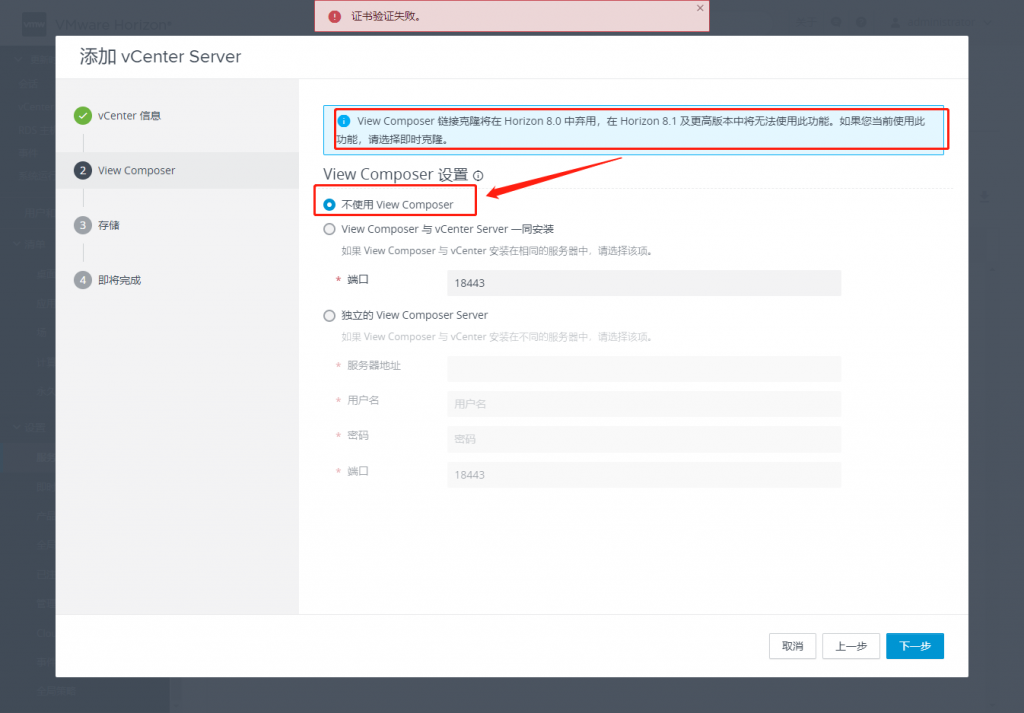 证书验证失败。
VMware Horizon
添加 vCenter Server
vCenter 信息
2 View Composer
3 存储
4 即将完成
View Composer 链接克隆将在 Horizon 8.0 中弃用，在 Horizon 8.1 及更高版本中将无法使用此功能。如果您当前使用此
功能，请选择即时克隆。
View Composer 设置
不使用 View Composer
View Composer 与 vCenter Server 一同安装
如果 View Composer 与 vCenter 安装在相同的服务器中，请选择该项。
* 端口 18443
独立的 View Composer Server
如果 View Composer 与 vCenter 安装在不同的服务器中，请选择该项。
* 服务器地址
* 用户名 用户名
* 密码 密码
* 端口 18443
取消 上一步 下一步